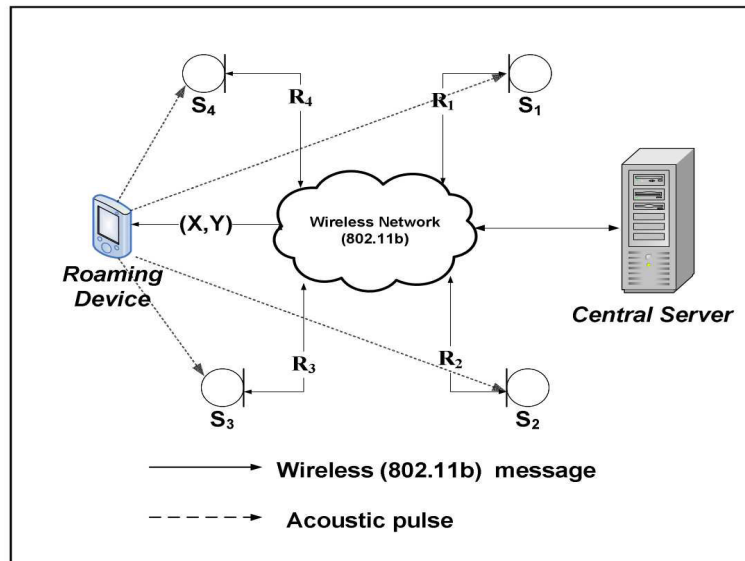 S4
R4
R1
S1
(X,Y)
Wireless Network
(802.11b)
Roaming
Device
Central Server
R3
R2
S3
S2
Wireless (802.11b) message
Acoustic pulse